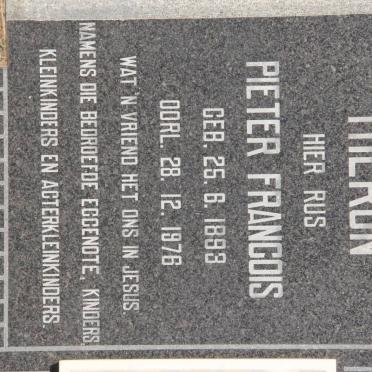 THERON
HIER RUS
PIETER FRANCOIS
GEB. 25. 6. 1893
OORL. 28. 12. 1976
WAT 'N VRIEND HET ONS IN JESUS.
NAMENS DIE BEDROEFDE EGGENOTE, KINDERS,
KLEINKINDERS EN AGTERKLEINKINDERS.